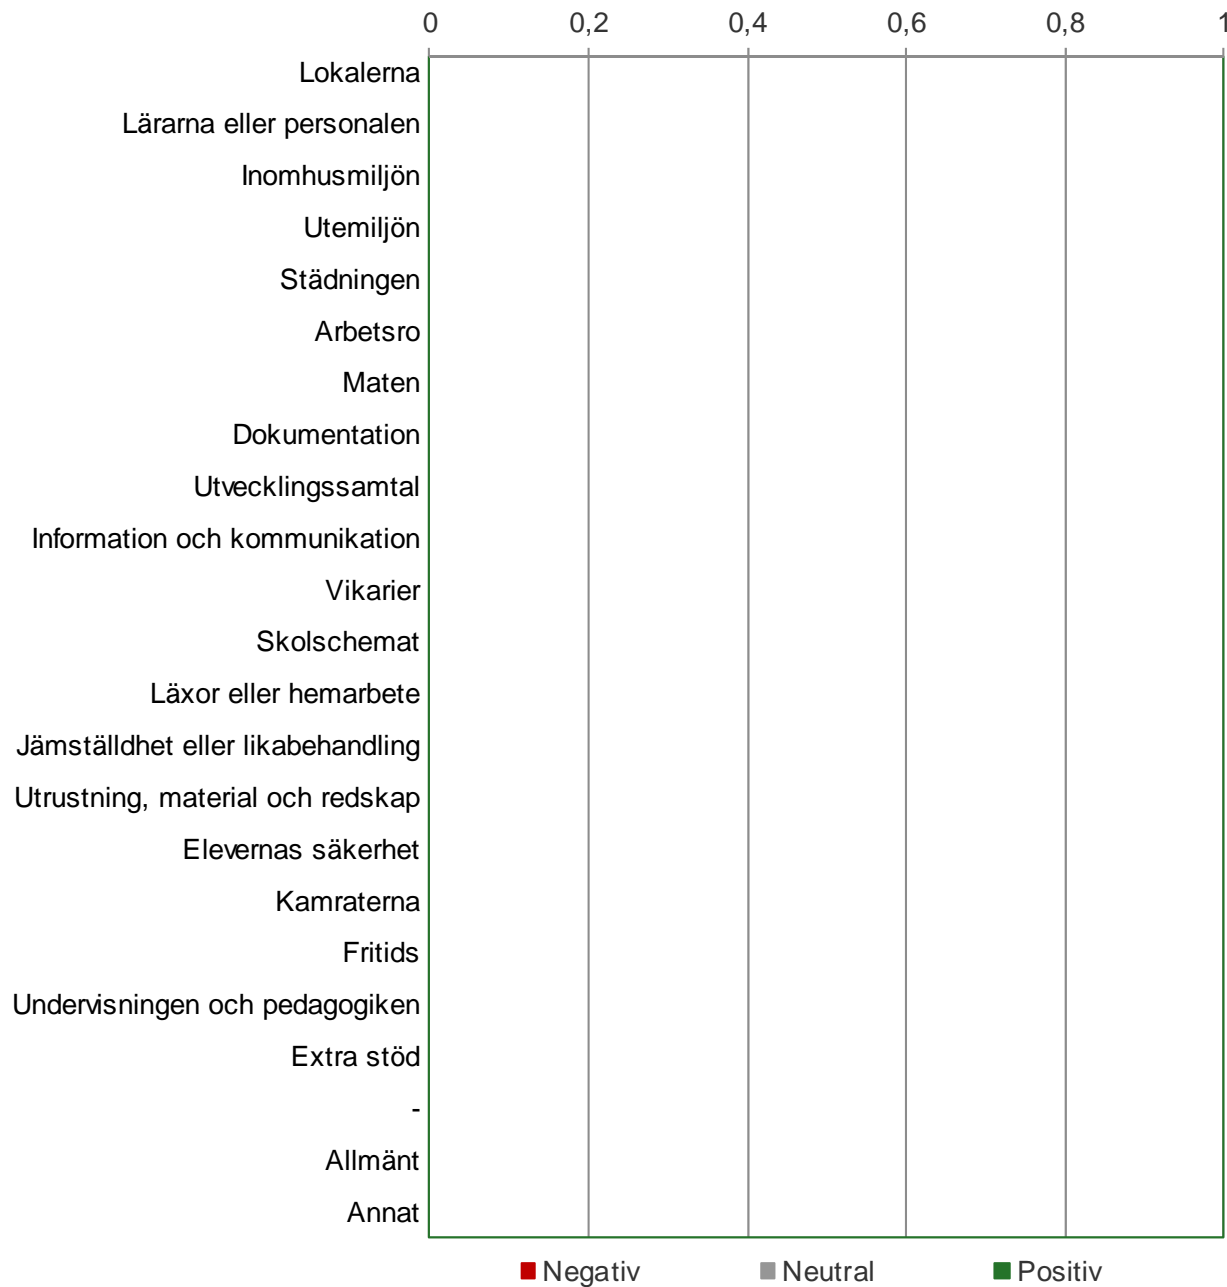 0 0,2 0,4 0,6 0,8 1
Lokalerna
Lärarna eller personalen
Inomhusmiljön
Utemiljön
Städningen
Arbetsro
Maten
Dokumentation
Utvecklingssamtal
Information och kommunikation
Vikarier
Skolschemat
Läxor eller hemarbete
Jämställdhet eller likabehandling
Utrustning, material och redskap
Elevernas säkerhet
Kamraterna
Fritids
Undervisningen och pedagogiken
Extra stöd
-
Allmänt
Annat
Negativ Neutral Positiv